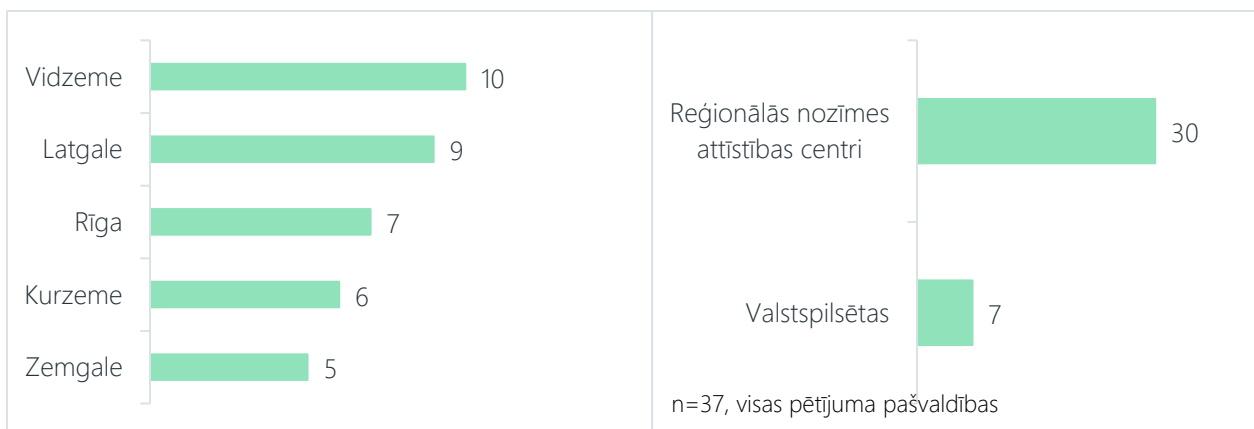 Vidzeme 10
Latgale 9
Rīga 7
Kurzeme 6
Zemgale 5
Reģionālās nozīmes
attīstības centri 30
Valstspilsētas 7
n=37, visas pētījuma pašvaldības